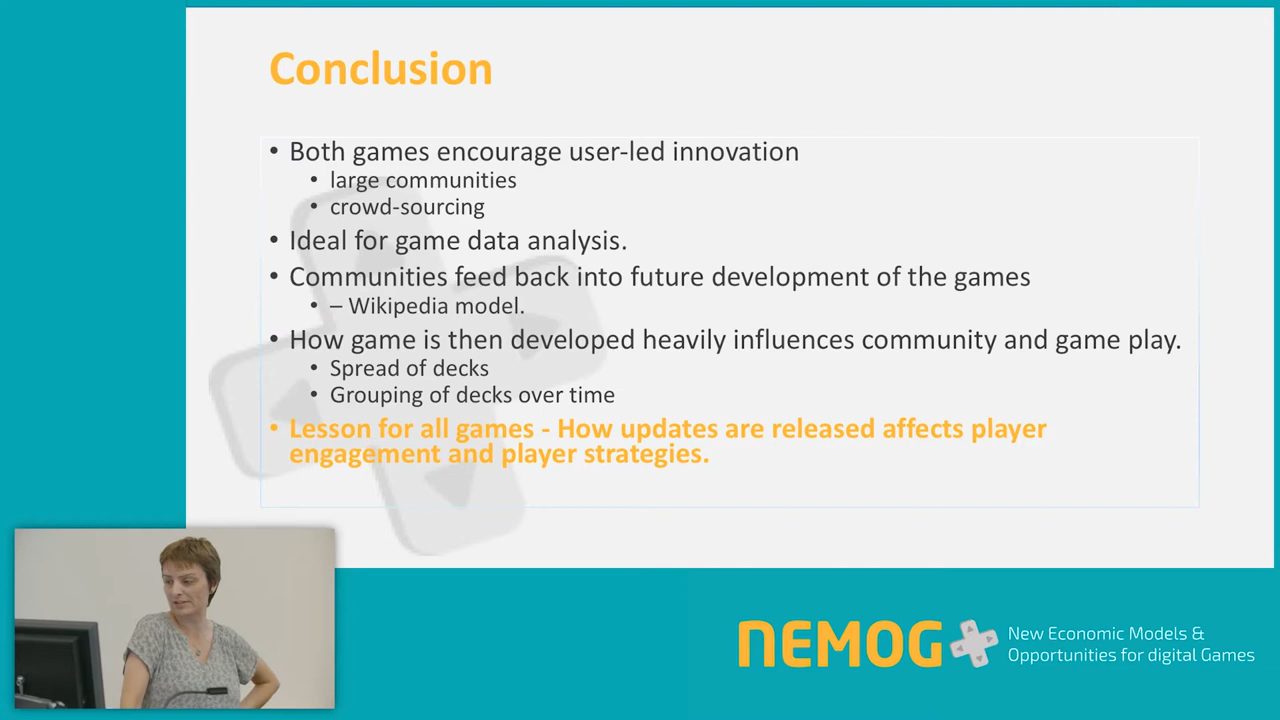 Conclusion
• Both games encourage user-led innovation
• large communities
• crowd-sourcing
• Ideal for game data analysis.
• Communities feed back into future development of the games
• – Wikipedia model.
• How game is then developed heavily influences community and game play.
• Spread of decks
• Grouping of decks over time
• Lesson for all games - How updates are released affects player
engagement and player strategies.
NEMOG
New Economic Models &
Opportunities for digital Games